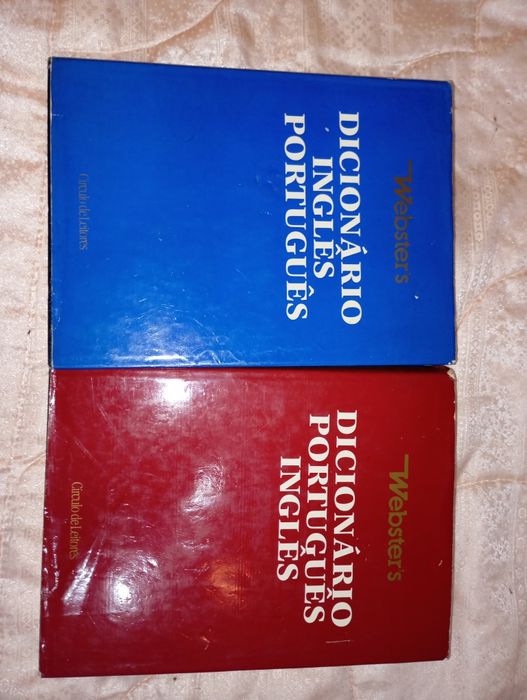 Webster's
DICIONÁRIO
INGLÊS
PORTUGUÊS
Círculo de Leitores
Webster's
DICIONÁRIO
PORTUGUÊS
INGLÊS
Círculo de Leitores